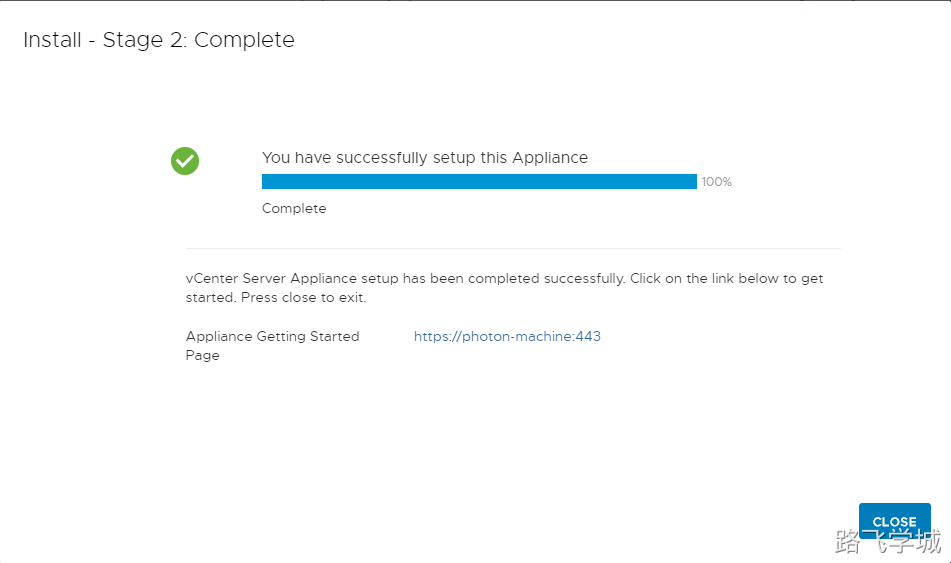 Install - Stage 2: Complete
You have successfully setup this Appliance
100%
Complete
vCenter Server Appliance setup has been completed successfully. Click on the link below to get
started. Press close to exit.
Appliance Getting Started https://photon-machine:443
Page
CLOSE
路飞学城